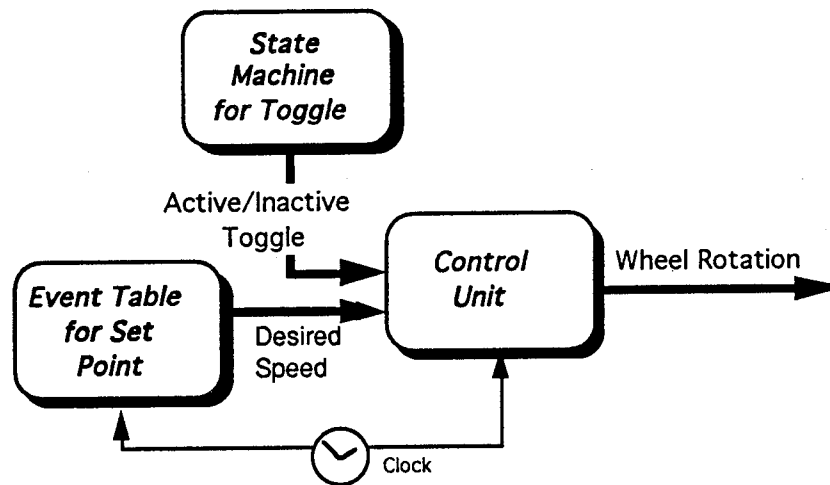 State
Machine
for Toggle
Active/Inactive
Toggle
Control
Unit
Wheel Rotation
Event Table
for Set
Point
Desired
Speed
Clock